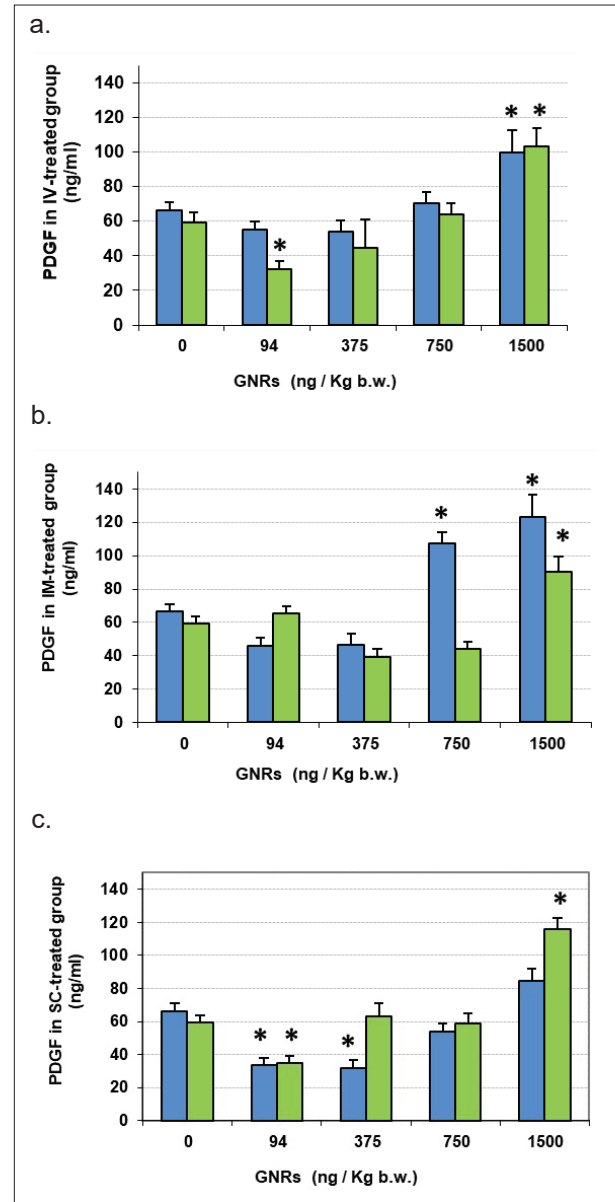 a.
PDGF in IV-treated group
(ng/ml)
140
120
100
80
60
40
20
0
* * *
0 94 375 750 1500
GNRs (ng / Kg b.w.)
b.
PDGF in IM-treated group
(ng/ml)
140
120
100
80
60
40
20
0
* * *
0 94 375 750 1500
GNRs (ng / Kg b.w.)
c.
PDGF in SC-treated group
(ng/ml)
140
120
100
80
60
40
20
0
* * * *
0 94 375 750 1500
GNRs (ng / Kg b.w.)